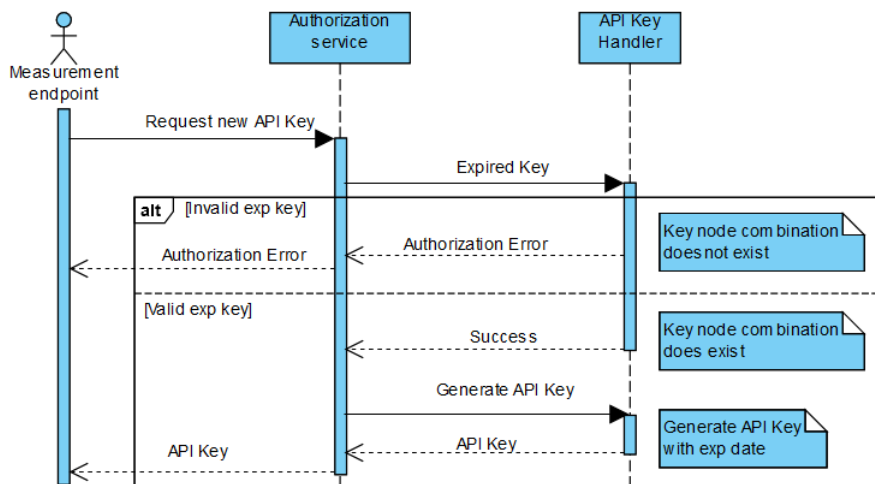 Authorization
service
API Key
Handler
Measurement
endpoint
Request new API Key
Expired Key
alt
[Invalid exp key]
Key node combination
does not exist
Authorization Error
Authorization Error
[Valid exp key]
Key node combination
does exist
Success
Generate API Key
Generate API Key
with exp date
API Key
API Key